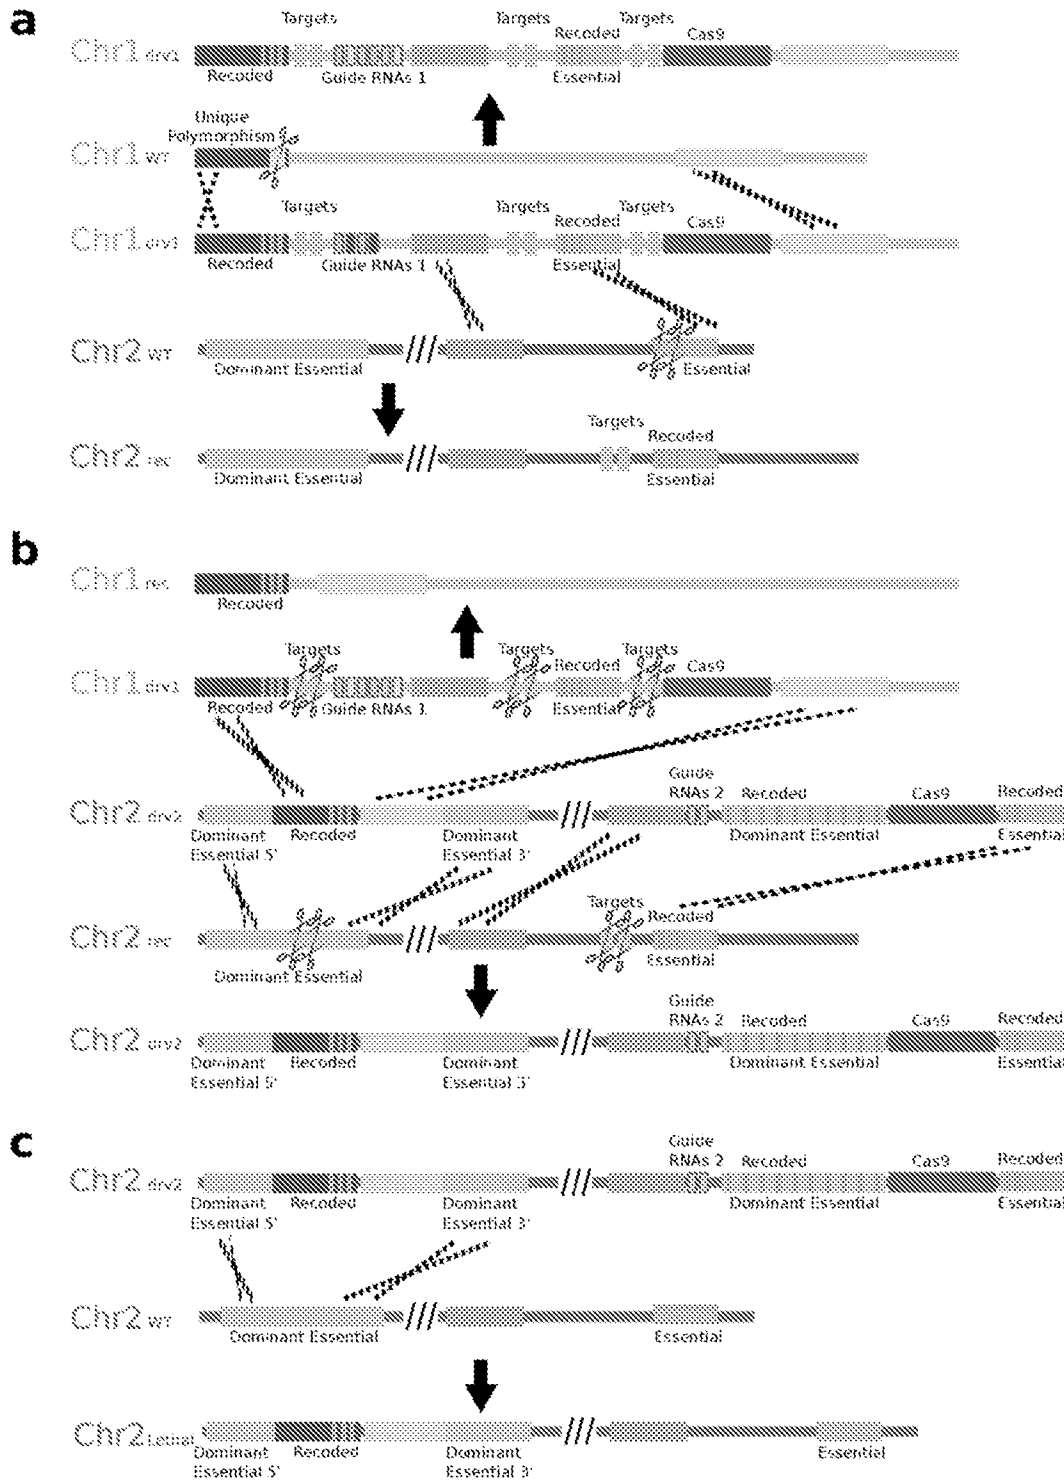 a
Targets Targets Targets
Recoded Cas9
Chr1 drv1
Recoded Guide RNAs 1 Essential
Unique
Polymorphism
Chr1 WT
Targets Targets Targets
Recoded Cas9
Chr1 drv1
Recoded Guide RNAs 1 Essential
Chr2 WT
Dominant Essential Essential
Targets
Recoded
Chr2 rec
Dominant Essential Essential
b
Chr1 rec
Recoded
Targets Targets Targets
Recoded Cas9
Chr1 drv1
Recoded Guide RNAs 1 Essential
Guide
RNAs 2 Recoded Cas9 Recoded
Chr2 drv2
Dominant Recoded Dominant Dominant Essential Essential
Essential 5' Essential 3'
Targets
Recoded
Chr2 rec
Dominant Essential Essential
Guide
RNAs 2 Recoded Cas9 Recoded
Chr2 drv2
Dominant Recoded Dominant Dominant Essential Essential
Essential 5' Essential 3'
c
Guide
RNAs 2 Recoded Cas9 Recoded
Chr2 drv2
Dominant Recoded Dominant Dominant Essential Essential
Essential 5' Essential 3'
Chr2 WT
Dominant Essential Essential
Chr2 Lethal
Dominant Recoded Dominant Essential
Essential 5' Essential 3'